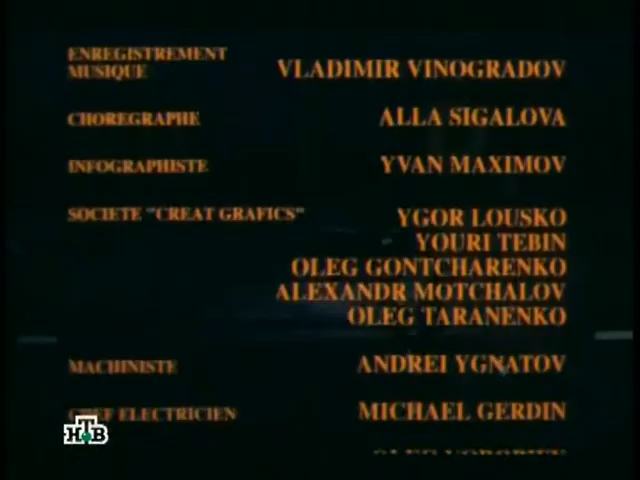 ENREGISTREMENT
MUSIQUE
VLADIMIR VINOGRADOV
CHOREGRAPHE
ALLA SIGALOVA
INFOGRAPHISTE
YVAN MAXIMOV
SOCIETE "CREAT GRAFICS"
YGOR LOUSKO
YOURI TEBIN
OLEG GONTCHARENKO
ALEXANDR MOTCHALOV
OLEG TARANENKO
MACHINISTE
ANDREI YGNATOV
CHEF ELECTRICIEN
MICHAEL GERDIN
НТВ